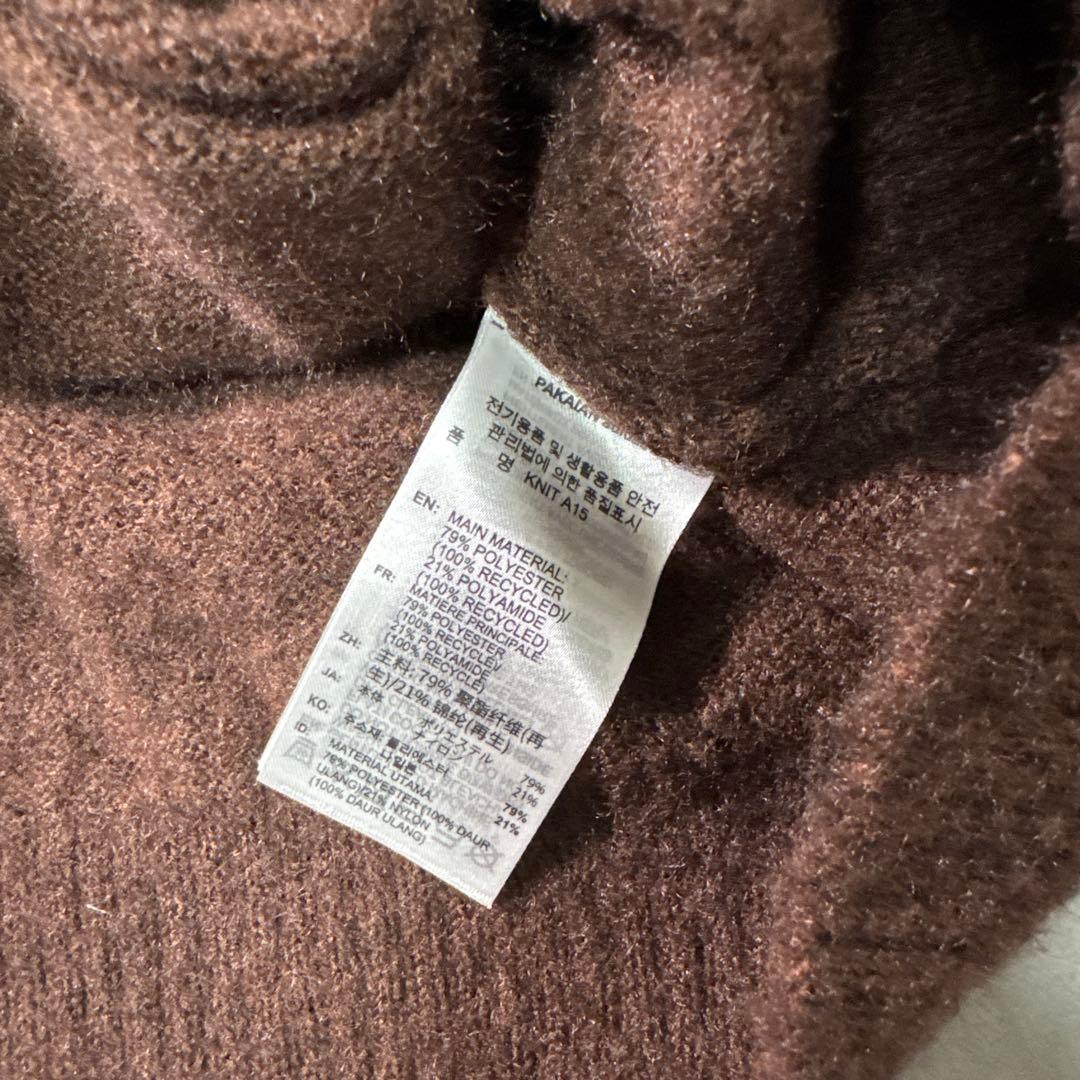 PAKAIAN
전기용품 및 생활용품 안전
관리법에 의한 품질표시
품 명 KNIT A15
EN: MAIN MATERIAL:
79% POLYESTER
(100% RECYCLED)/
21% POLYAMIDE
(100% RECYCLED)
FR: MATIERE PRINCIPALE:
79% POLYESTER
(100% RECYCLE)/
21% POLYAMIDE
(100% RECYCLE)
ZH: 主料: 79% 聚酯纤维(再
生)/21% 锦纶(再生)
JA: 本体 ポリエステル 79%
ナイロン 21%
KO: 주소재: 폴리에스터 79%
나일론 21%
ID: MATERIAL UTAMA:
79% POLYESTER (100% DAUR
ULANG)/21% NYLON
(100% DAUR ULANG)